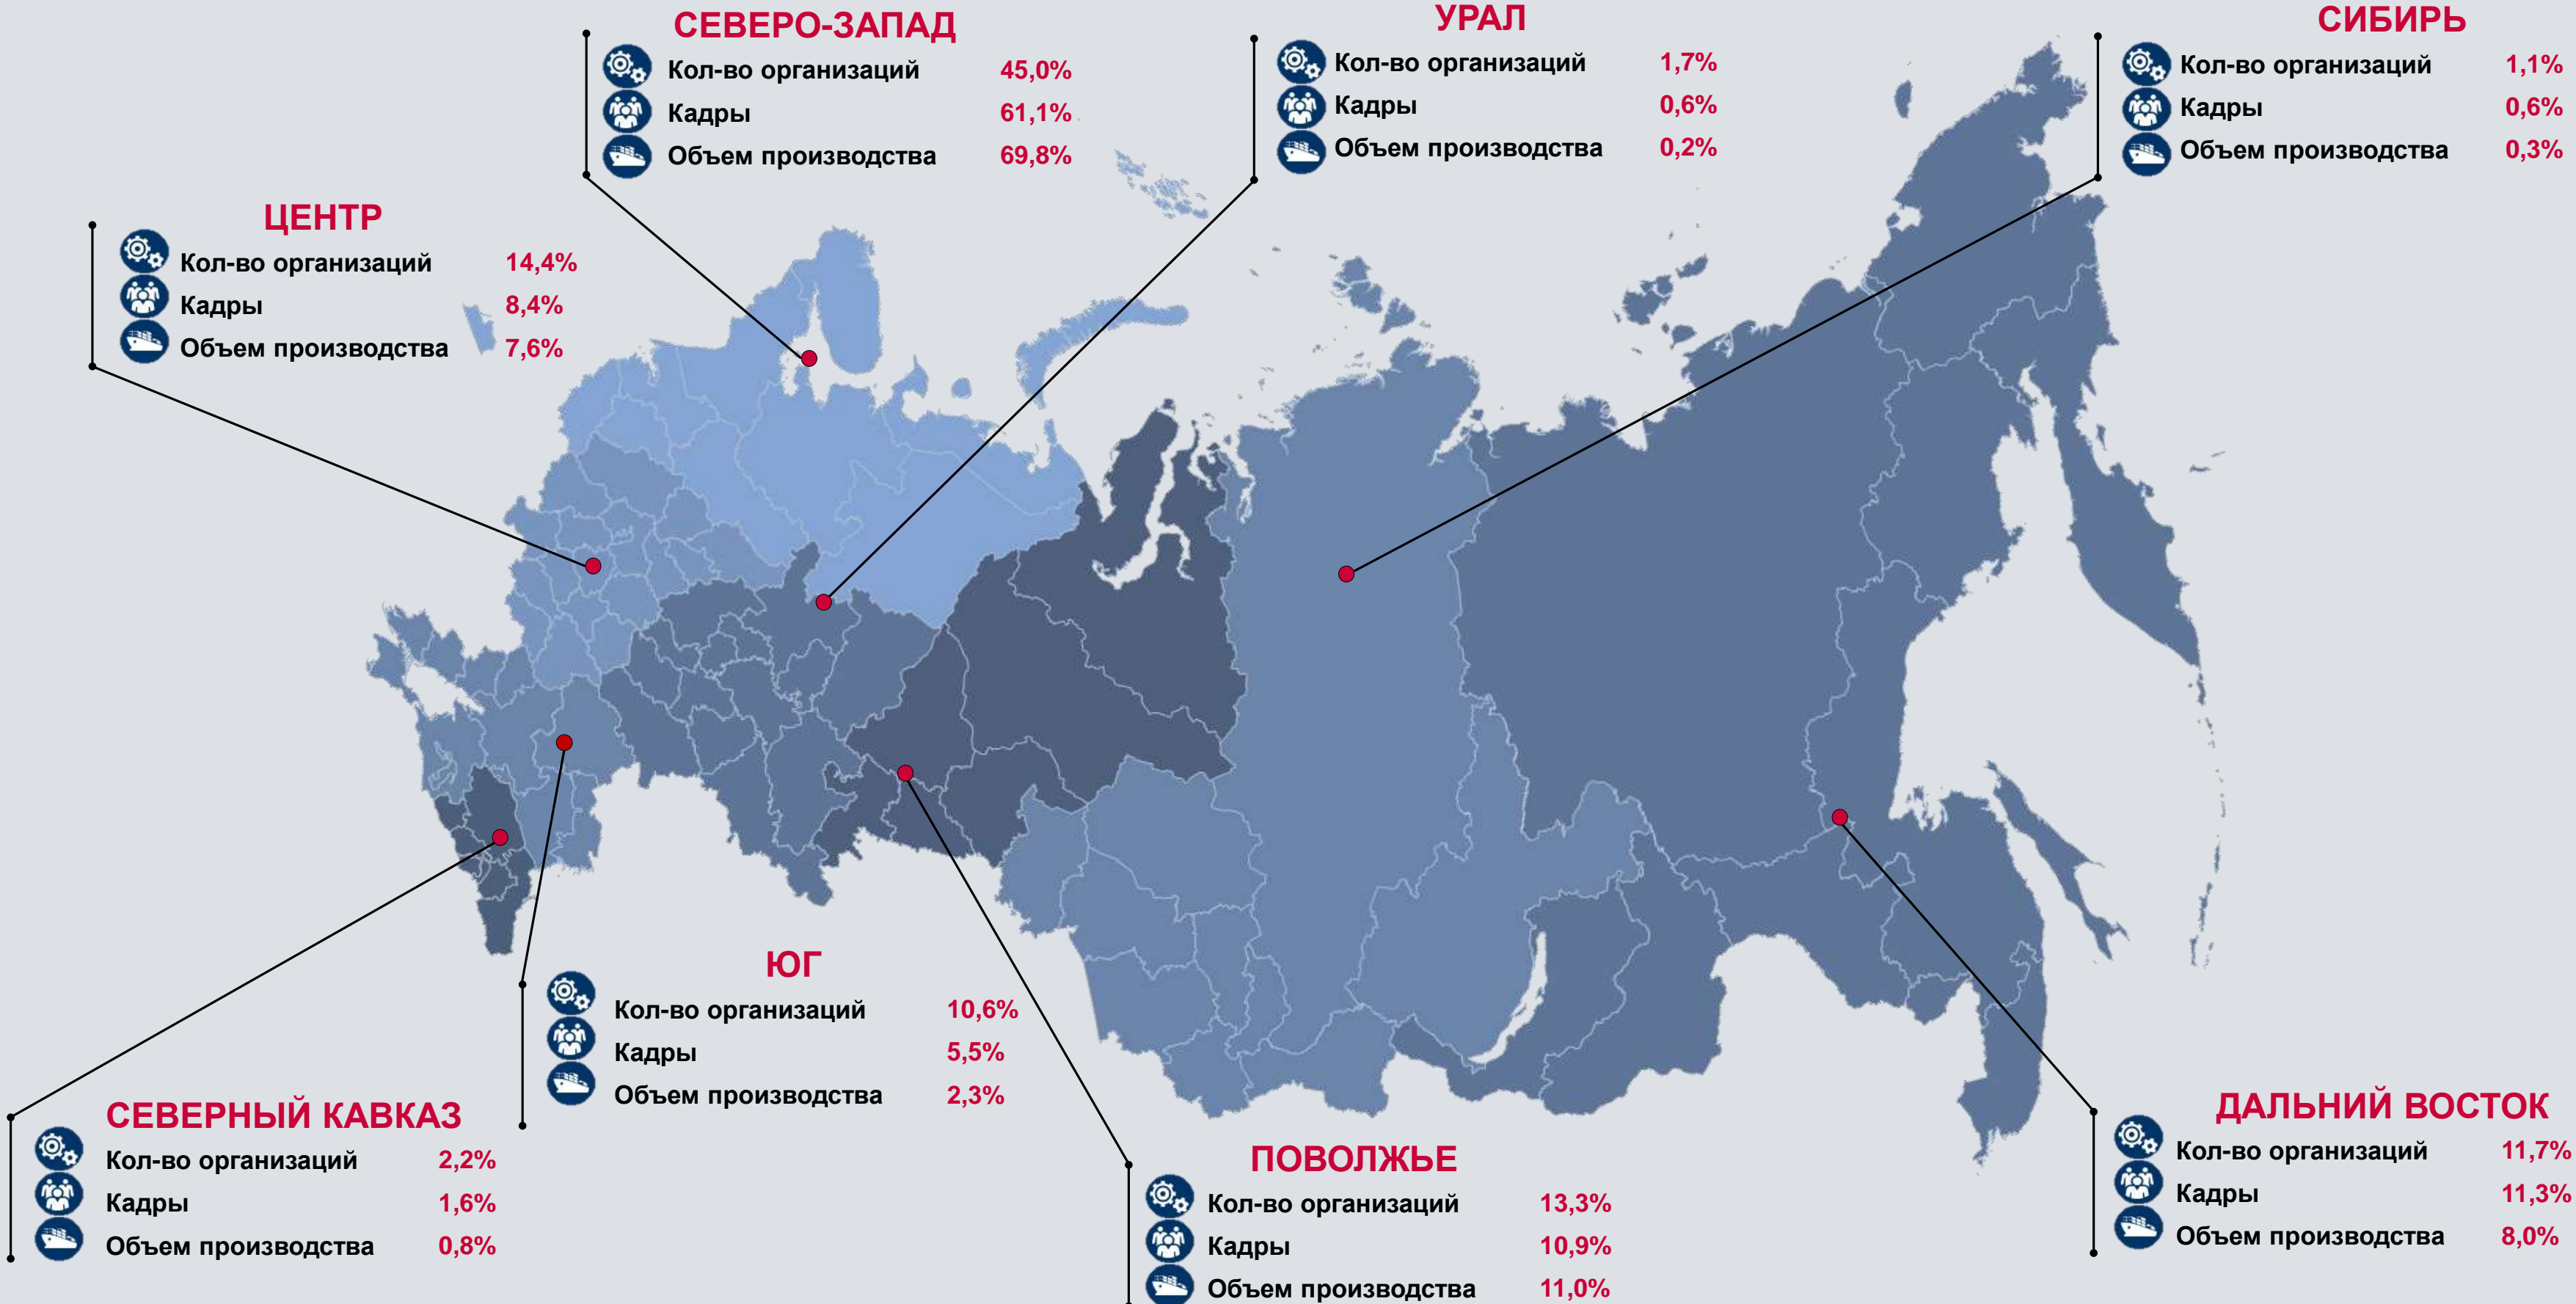 СЕВЕРО-ЗАПАД
Кол-во организаций 45,0%
Кадры 61,1%
Объем производства 69,8%
УРАЛ
Кол-во организаций 1,7%
Кадры 0,6%
Объем производства 0,2%
СИБИРЬ
Кол-во организаций 1,1%
Кадры 0,6%
Объем производства 0,3%
ЦЕНТР
Кол-во организаций 14,4%
Кадры 8,4%
Объем производства 7,6%
ЮГ
Кол-во организаций 10,6%
Кадры 5,5%
Объем производства 2,3%
СЕВЕРНЫЙ КАВКАЗ
Кол-во организаций 2,2%
Кадры 1,6%
Объем производства 0,8%
ПОВОЛЖЬЕ
Кол-во организаций 13,3%
Кадры 10,9%
Объем производства 11,0%
ДАЛЬНИЙ ВОСТОК
Кол-во организаций 11,7%
Кадры 11,3%
Объем производства 8,0%